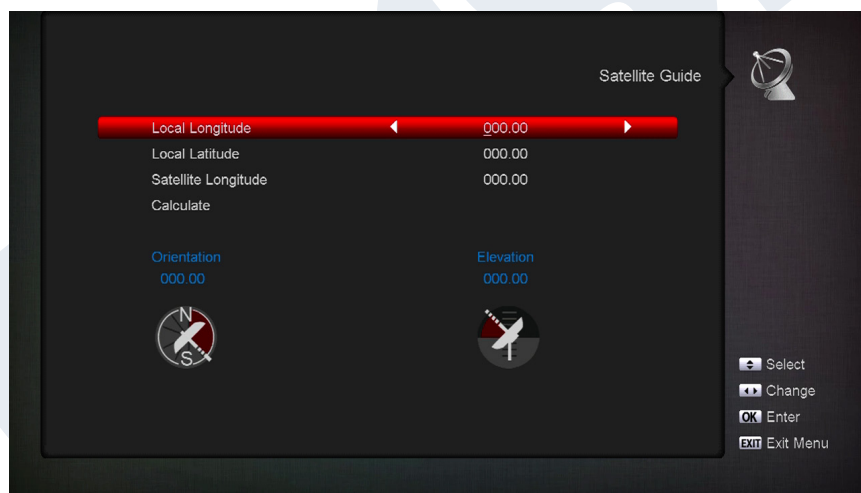 Satellite Guide
Local Longitude 000.00
Local Latitude 000.00
Satellite Longitude 000.00
Calculate
Orientation Elevation
000.00 000.00
N
S
Select
Change
OK Enter
EXIT Exit Menu